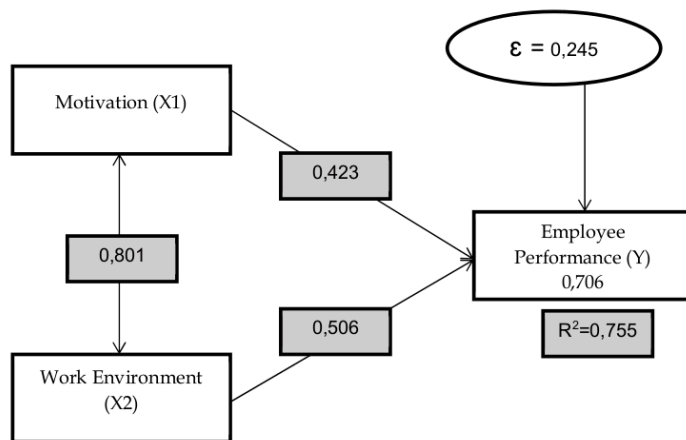 ε = 0,245
Motivation (X1)
0,423
0,801
Employee
Performance (Y)
0,706
0,506
R²=0,755
Work Environment
(X2)